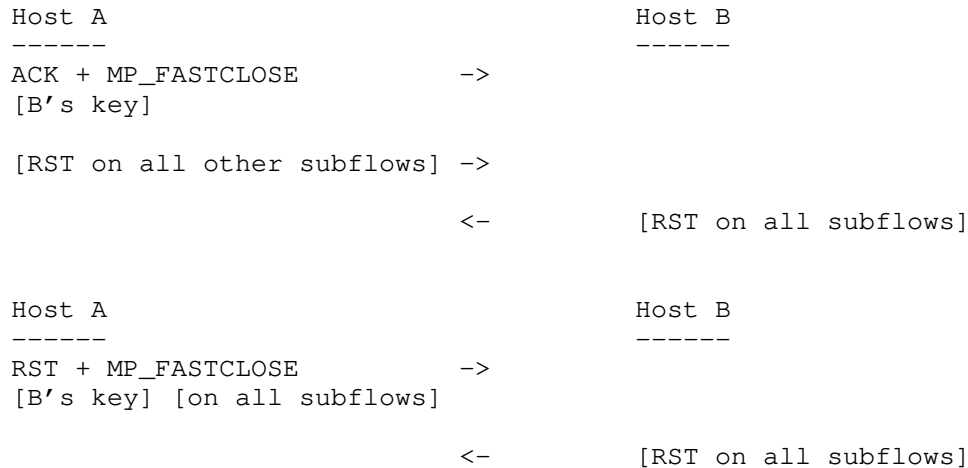 Host A                                  Host B
------                                  ------
ACK + MP_FASTCLOSE          ->
[B's key]
[RST on all other subflows] ->
                            <-          [RST on all subflows]
Host A                                  Host B
------                                  ------
RST + MP_FASTCLOSE          ->
[B's key] [on all subflows]
                            <-          [RST on all subflows]